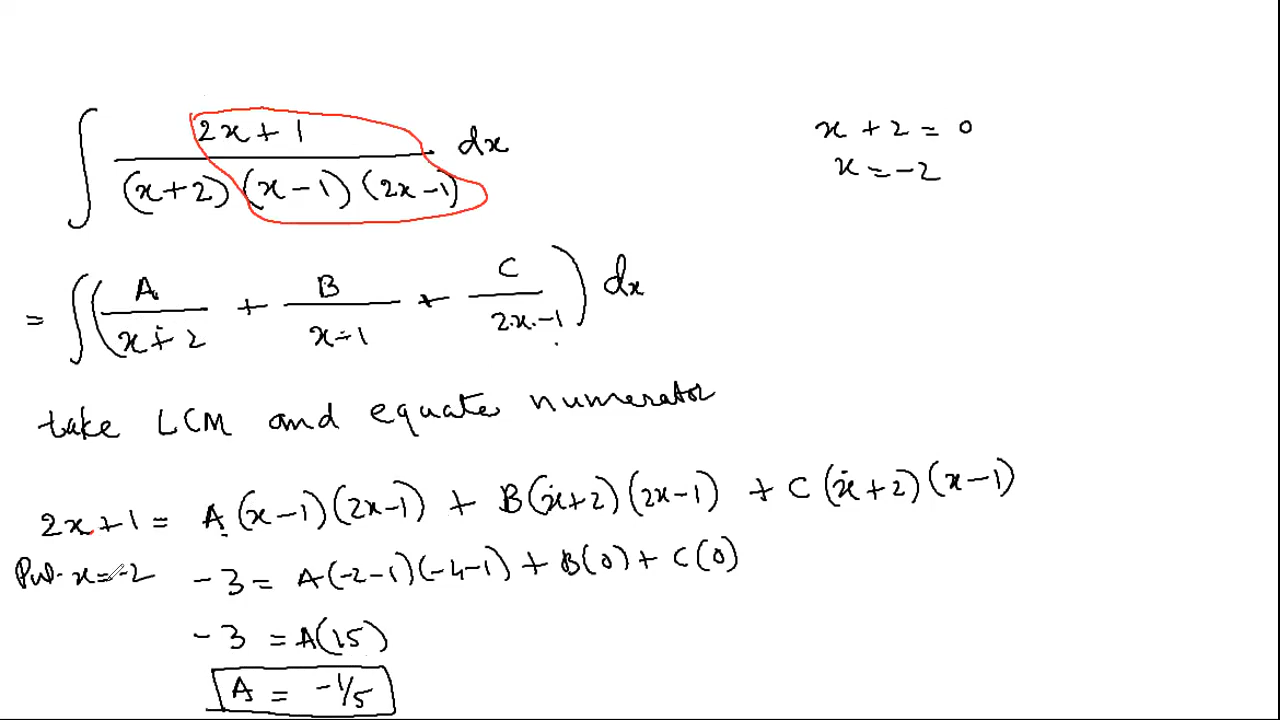 ∫ (2x+1)/((x+2)(x-1)(2x-1)) dx
x+2=0
x=-2
= ∫(A/(x+2) + B/(x-1) + C/(2x-1)) dx
take LCM and equate numerator
2x+1 = A(x-1)(2x-1) + B(x+2)(2x-1) + C(x+2)(x-1)
Put x=-2 -3 = A(-2-1)(-4-1) + B(0) + C(0)
-3 = A(15)
A = -1/5